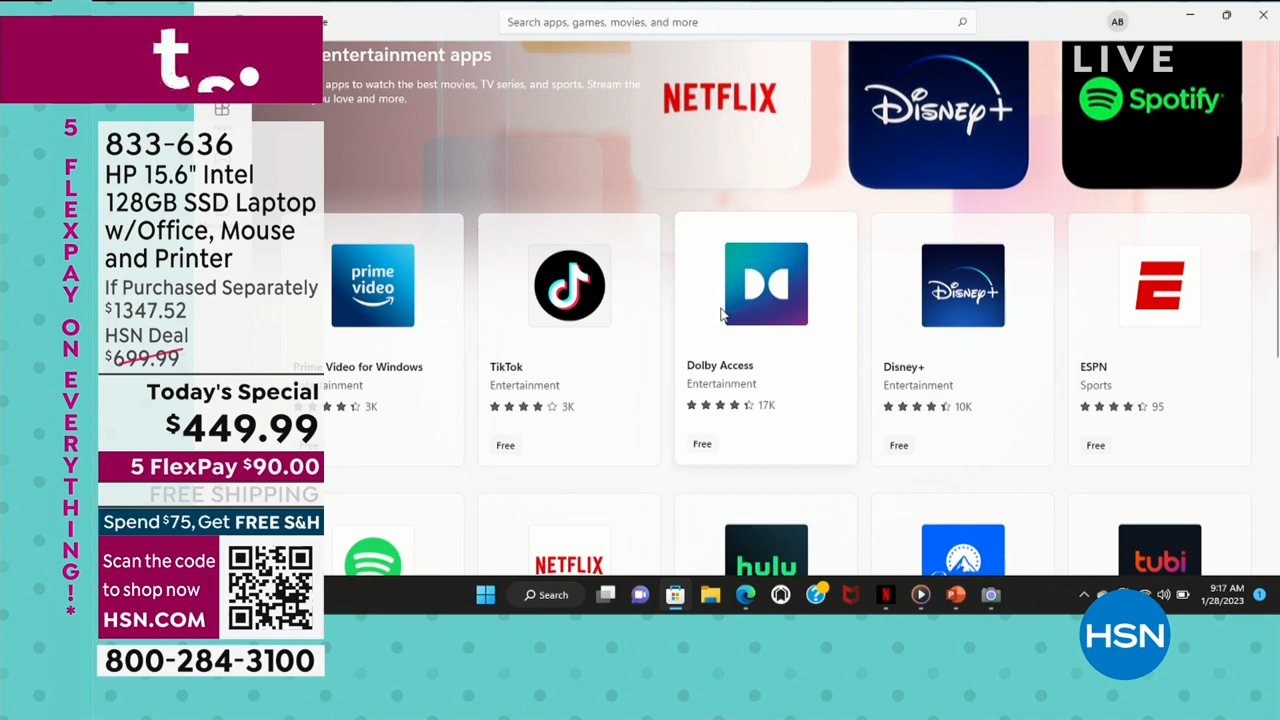 Search apps, games, movies, and more
AB
entertainment apps
apps to watch the best movies, TV series, and sports. Stream the
you love and more.
NETFLIX
Disney+
LIVE
Spotify
t
5 FLEXPAY ON EVERYTHING!*
833-636
HP 15.6" Intel
128GB SSD Laptop
w/Office, Mouse
and Printer
If Purchased Separately
$1347.52
HSN Deal
$699.99
Today's Special
$449.99
5 FlexPay $90.00
FREE SHIPPING
Spend $75, Get FREE S&H
Scan the code
to shop now
HSN.COM
800-284-3100
prime
video
Prime Video for Windows
ainment
3K
TikTok
Entertainment
3K
Free
Dolby Access
Entertainment
17K
Free
Disney+
Disney+
Entertainment
10K
Free
E
ESPN
Sports
95
Free
NETFLIX
hulu
tubi
Search
9:17 AM
1/28/2023
1
HSN